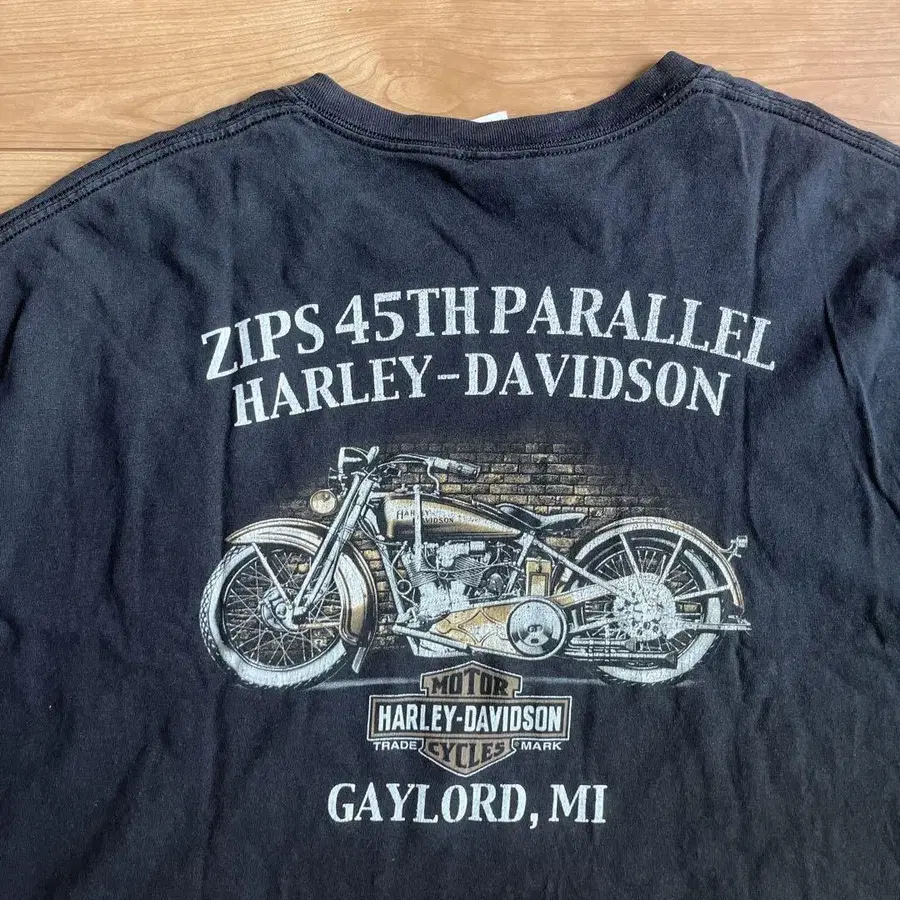 ZIPS 45TH PARALLEL
HARLEY-DAVIDSON
HARLEY
DAVIDSON
MOTOR
HARLEY-DAVIDSON
TRADE ® MARK
CYCLES
GAYLORD, MI